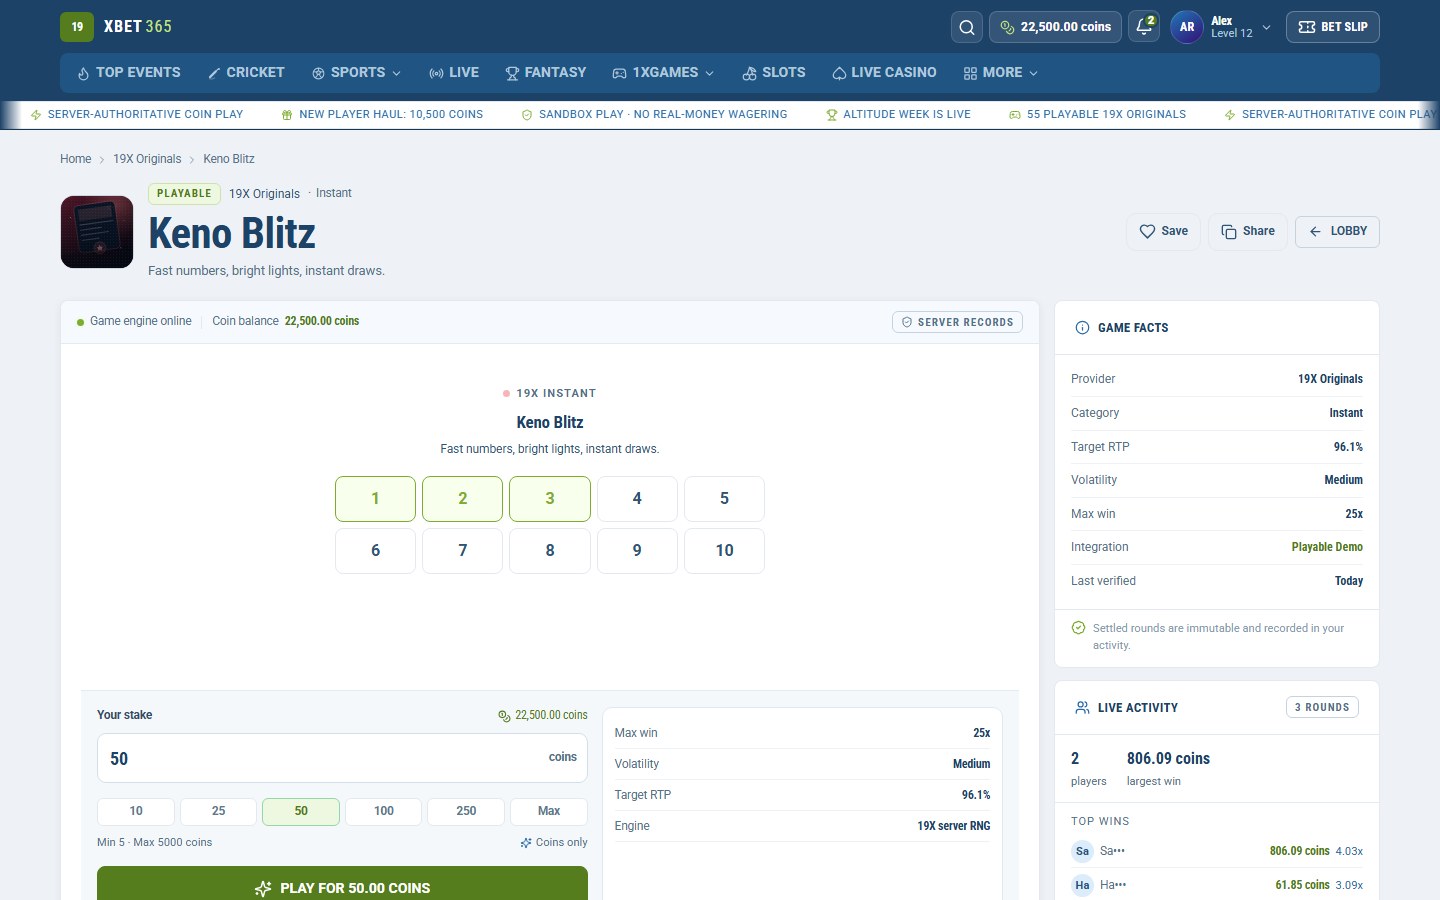 19 XBET 365
22,500.00 coins
2
AR
Alex
Level 12
BET SLIP
TOP EVENTS CRICKET SPORTS LIVE FANTASY 1XGAMES SLOTS LIVE CASINO MORE
SERVER-AUTHORITATIVE COIN PLAY NEW PLAYER HAUL: 10,500 COINS SANDBOX PLAY · NO REAL-MONEY WAGERING ALTITUDE WEEK IS LIVE 55 PLAYABLE 19X ORIGINALS SERVER-AUTHORITATIVE COIN PLAY
Home 19X Originals Keno Blitz
PLAYABLE 19X Originals · Instant
Keno Blitz
Fast numbers, bright lights, instant draws.
Save Share LOBBY
Game engine online Coin balance 22,500.00 coins SERVER RECORDS
19X INSTANT
Keno Blitz
Fast numbers, bright lights, instant draws.
1 2 3 4 5
6 7 8 9 10
Your stake 22,500.00 coins
50 coins
10 25 50 100 250 Max
Min 5 · Max 5000 coins Coins only
PLAY FOR 50.00 COINS
Max win 25x
Volatility Medium
Target RTP 96.1%
Engine 19X server RNG
GAME FACTS
Provider 19X Originals
Category Instant
Target RTP 96.1%
Volatility Medium
Max win 25x
Integration Playable Demo
Last verified Today
Settled rounds are immutable and recorded in your
activity.
LIVE ACTIVITY 3 ROUNDS
2 806.09 coins
players largest win
TOP WINS
Sa Sa••• 806.09 coins 4.03x
Ha Ha••• 61.85 coins 3.09x